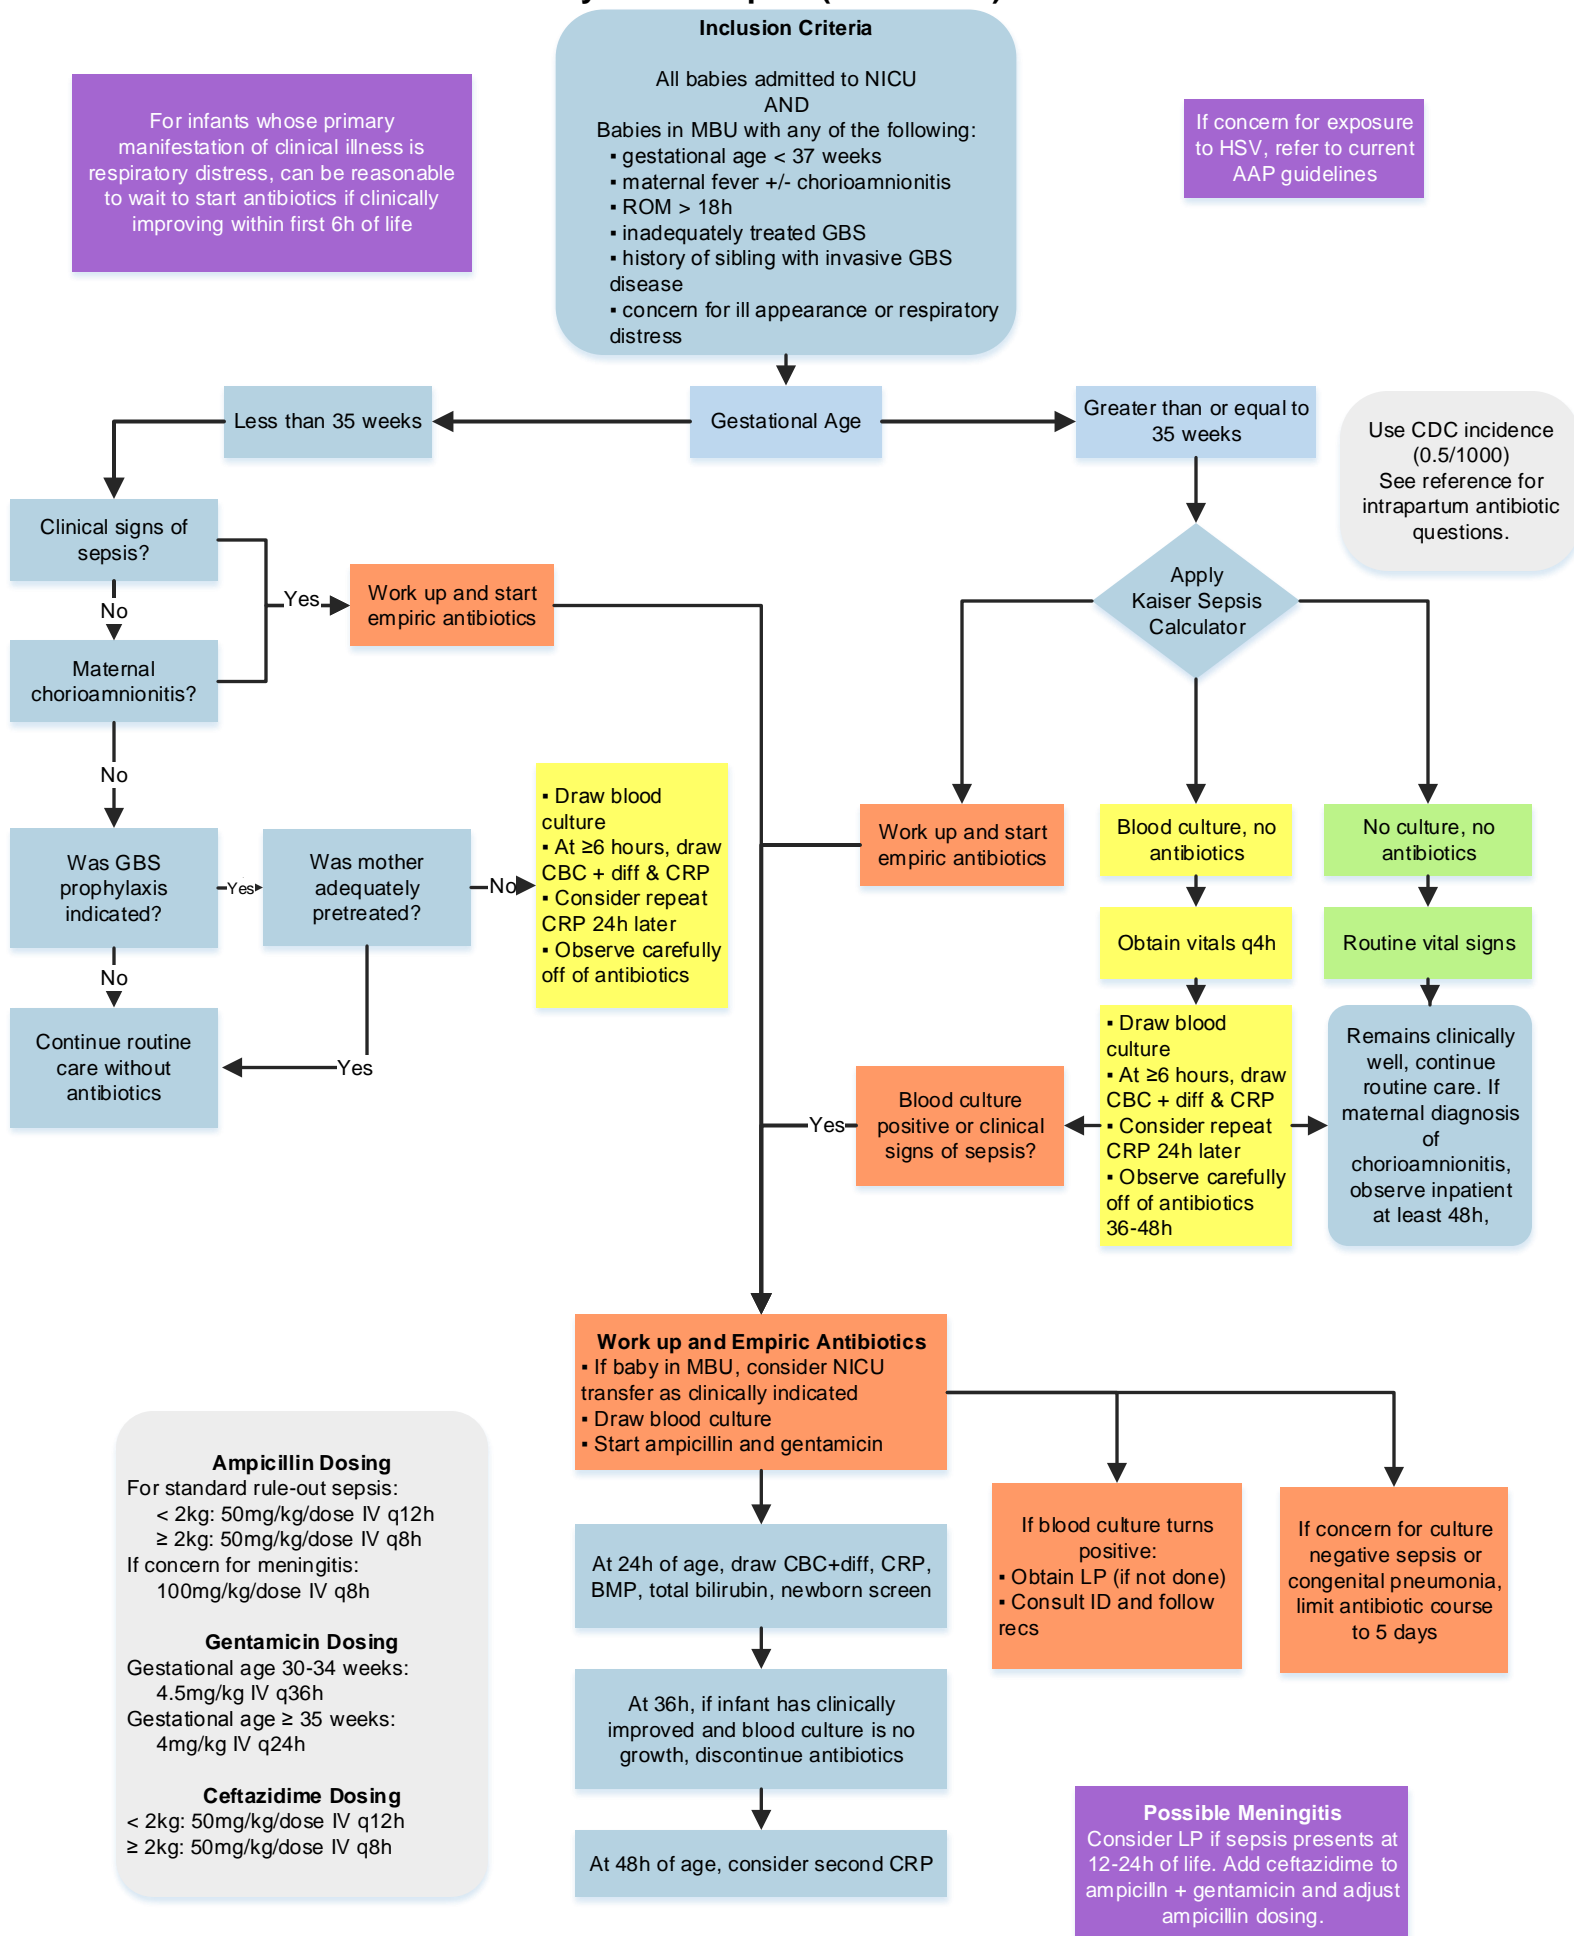 Inclusion Criteria
All babies admitted to NICU
AND
Babies in MBU with any of the following:
▪ gestational age < 37 weeks
▪ maternal fever +/- chorioamnionitis
▪ ROM > 18h
▪ inadequately treated GBS
▪ history of sibling with invasive GBS
disease
▪ concern for ill appearance or respiratory
distress
For infants whose primary
manifestation of clinical illness is
respiratory distress, can be reasonable
to wait to start antibiotics if clinically
improving within first 6h of life
If concern for exposure
to HSV, refer to current
AAP guidelines
Less than 35 weeks
Gestational Age
Greater than or equal to
35 weeks
Use CDC incidence
(0.5/1000)
See reference for
intrapartum antibiotic
questions.
Clinical signs of
sepsis?
No
Yes
Work up and start
empiric antibiotics
Maternal
chorioamnionitis?
No
Apply
Kaiser Sepsis
Calculator
Was GBS
prophylaxis
indicated?
Yes
Was mother
adequately
pretreated?
No
▪ Draw blood
culture
▪ At ≥6 hours, draw
CBC + diff & CRP
▪ Consider repeat
CRP 24h later
▪ Observe carefully
off of antibiotics
No
Yes
Continue routine
care without
antibiotics
Work up and start
empiric antibiotics
Blood culture, no
antibiotics
No culture, no
antibiotics
Obtain vitals q4h
Routine vital signs
Yes
Blood culture
positive or clinical
signs of sepsis?
▪ Draw blood
culture
▪ At ≥6 hours, draw
CBC + diff & CRP
▪ Consider repeat
CRP 24h later
▪ Observe carefully
off of antibiotics
36-48h
Remains clinically
well, continue
routine care. If
maternal diagnosis
of
chorioamnionitis,
observe inpatient
at least 48h,
Work up and Empiric Antibiotics
▪ If baby in MBU, consider NICU
transfer as clinically indicated
▪ Draw blood culture
▪ Start ampicillin and gentamicin
At 24h of age, draw CBC+diff, CRP,
BMP, total bilirubin, newborn screen
At 36h, if infant has clinically
improved and blood culture is no
growth, discontinue antibiotics
At 48h of age, consider second CRP
If blood culture turns
positive:
▪ Obtain LP (if not done)
▪ Consult ID and follow
recs
If concern for culture
negative sepsis or
congenital pneumonia,
limit antibiotic course
to 5 days
Ampicillin Dosing
For standard rule-out sepsis:
< 2kg: 50mg/kg/dose IV q12h
≥ 2kg: 50mg/kg/dose IV q8h
If concern for meningitis:
100mg/kg/dose IV q8h
Gentamicin Dosing
Gestational age 30-34 weeks:
4.5mg/kg IV q36h
Gestational age ≥ 35 weeks:
4mg/kg IV q24h
Ceftazidime Dosing
< 2kg: 50mg/kg/dose IV q12h
≥ 2kg: 50mg/kg/dose IV q8h
Possible Meningitis
Consider LP if sepsis presents at
12-24h of life. Add ceftazidime to
ampicilln + gentamicin and adjust
ampicillin dosing.